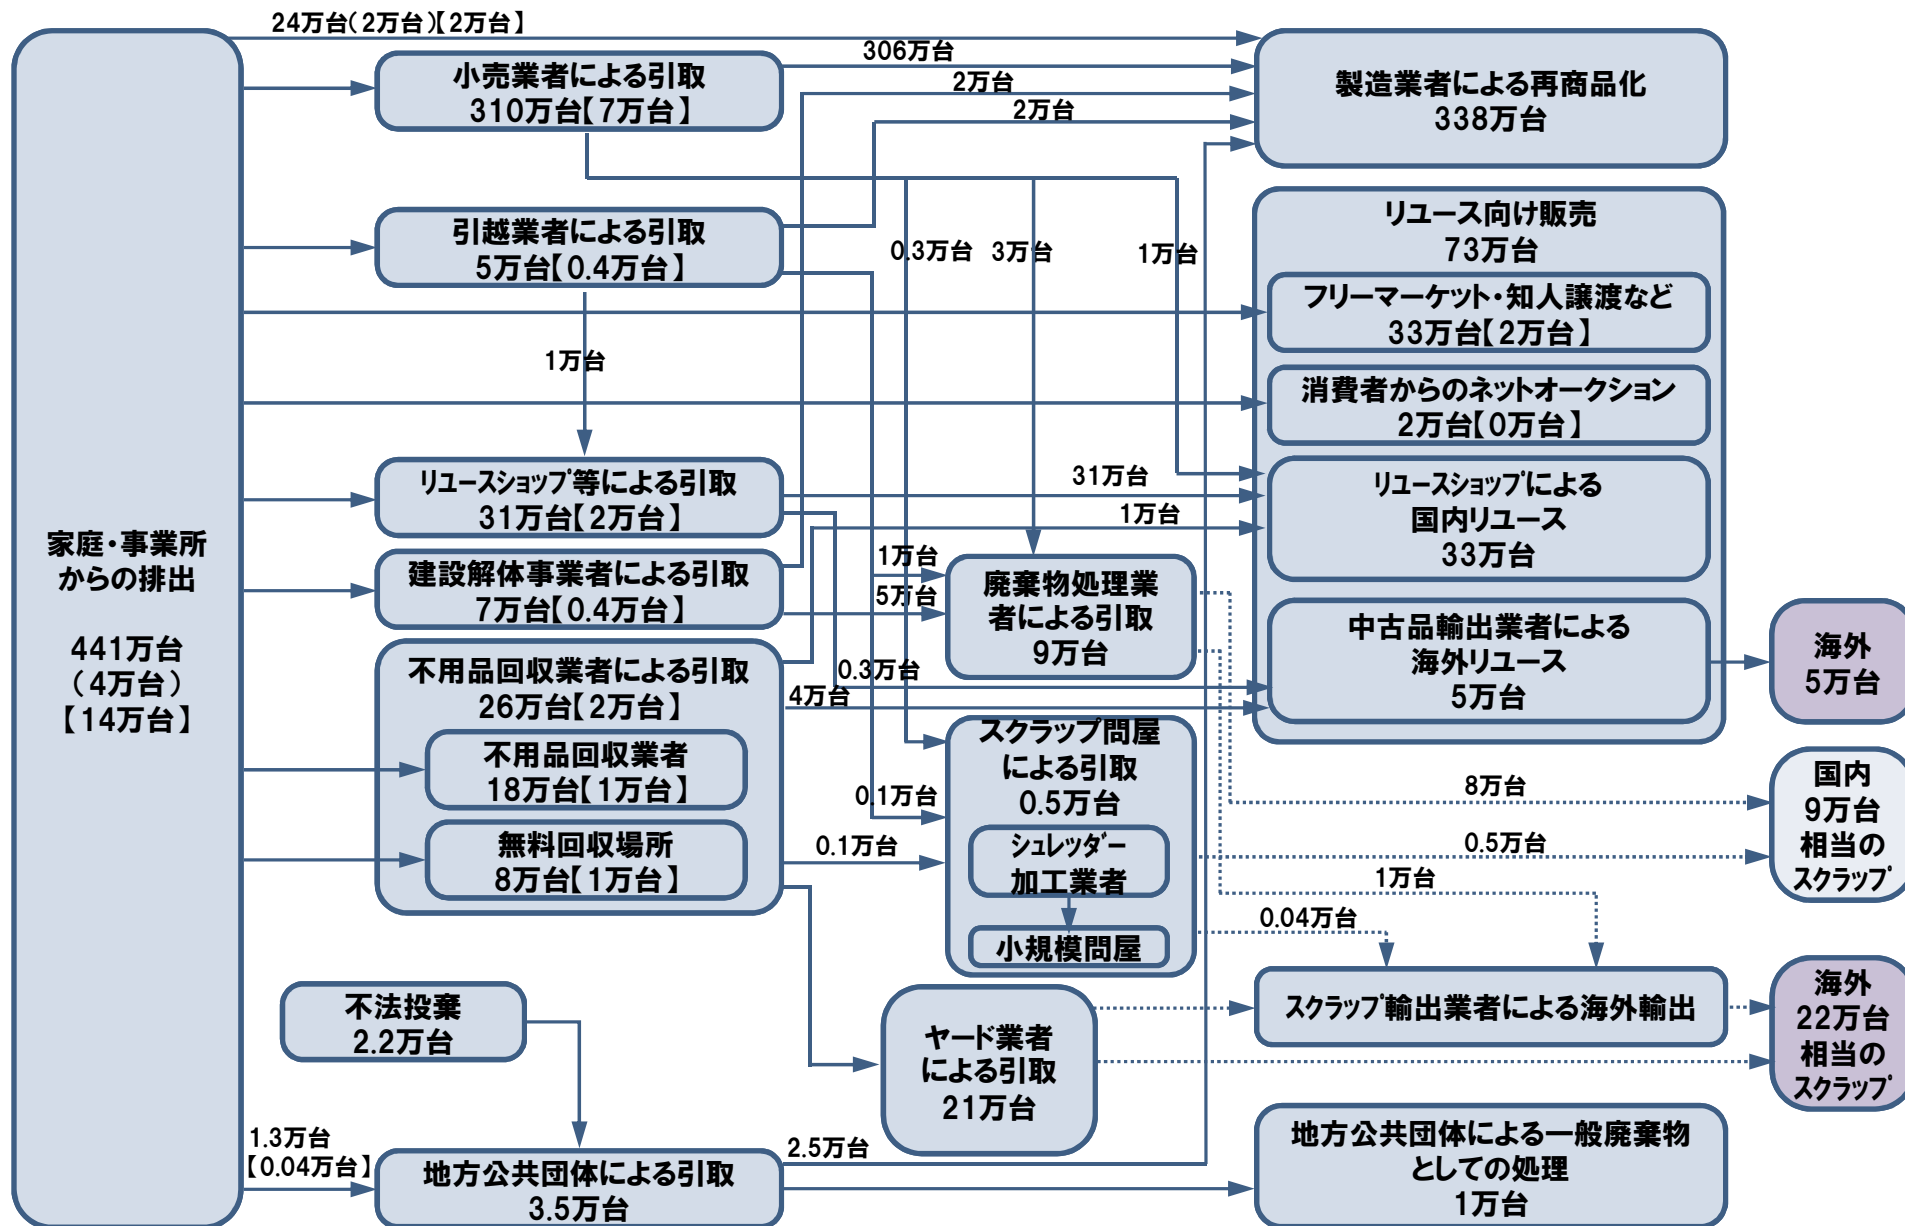 24万台(2万台)【2万台】
家庭・事業所
からの排出
441万台
(4万台)
【14万台】
小売業者による引取
310万台【7万台】
306万台
2万台
2万台
製造業者による再商品化
338万台
引越業者による引取
5万台【0.4万台】
0.3万台
3万台
1万台
1万台
リユース向け販売
73万台
フリーマーケット・知人譲渡など
33万台【2万台】
消費者からのネットオークション
2万台【0万台】
リユースショップ等による引取
31万台【2万台】
31万台
1万台
リユースショップによる
国内リユース
33万台
建設解体事業者による引取
7万台【0.4万台】
1万台
5万台
廃棄物処理業
者による引取
9万台
中古品輸出業者による
海外リユース
5万台
海外
5万台
不用品回収業者による引取
26万台【2万台】
0.3万台
4万台
不用品回収業者
18万台【1万台】
無料回収場所
8万台【1万台】
0.1万台
0.1万台
スクラップ問屋
による引取
0.5万台
シュレッダー
加工業者
小規模問屋
8万台
0.5万台
1万台
0.04万台
国内
9万台
相当の
スクラップ
不法投棄
2.2万台
ヤード業者
による引取
21万台
スクラップ輸出業者による海外輸出
海外
22万台
相当の
スクラップ
1.3万台
【0.04万台】
地方公共団体による引取
3.5万台
2.5万台
地方公共団体による一般廃棄物
としての処理
1万台